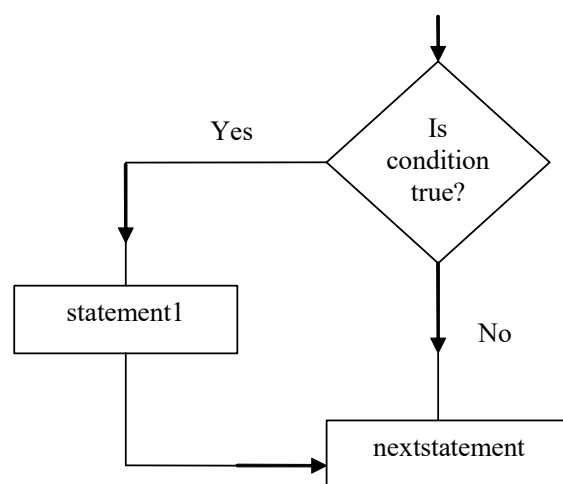 Yes
Is
condition
true?
statement1
No
nextstatement